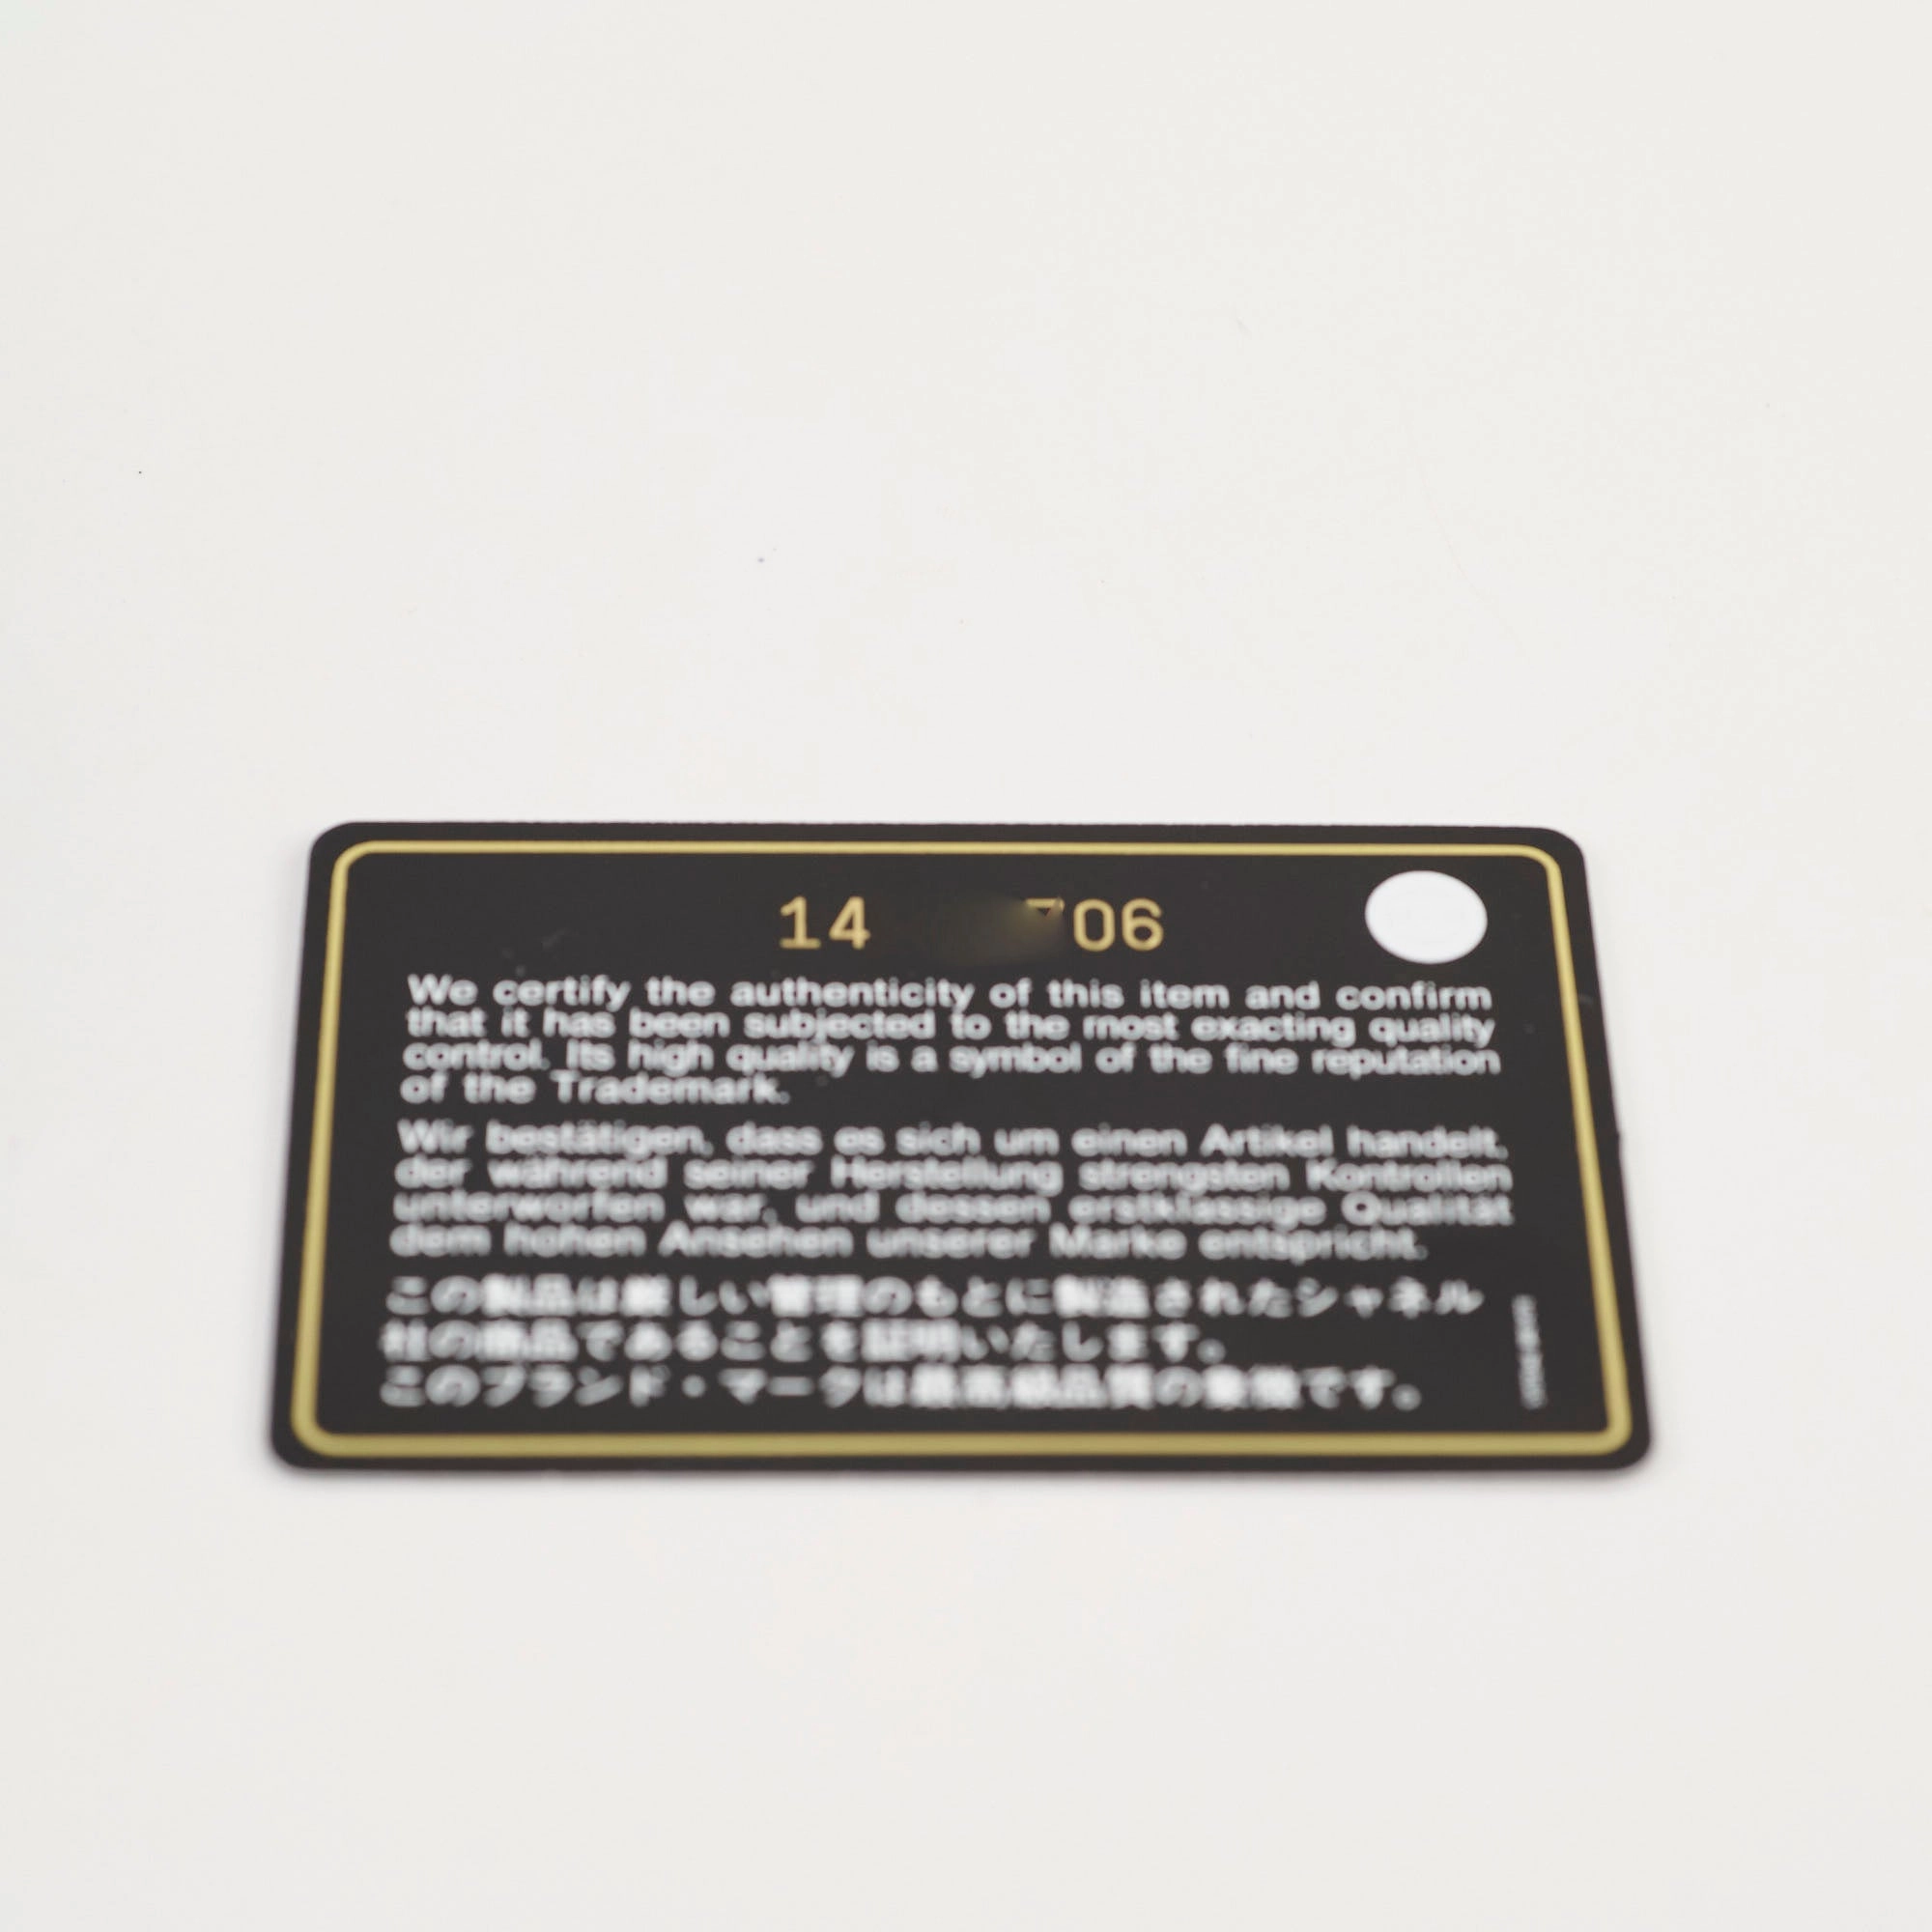 14 706
We certify the authenticity of this item and confirm
that it has been subjected to the most exacting quality
control. Its high quality is a symbol of the fine reputation
of the Trademark.
Wir bestätigen, dass es sich um einen Artikel handelt,
der während seiner Herstellung strengsten Kontrollen
unterworfen war, und dessen erstklassige Qualität
dem hohen Ansehen unserer Marke entspricht.
この製品は厳しい管理のもとに製造されたシャネル
社の商品であることを証明いたします。
このブランド・マークは最高級品質の象徴です。